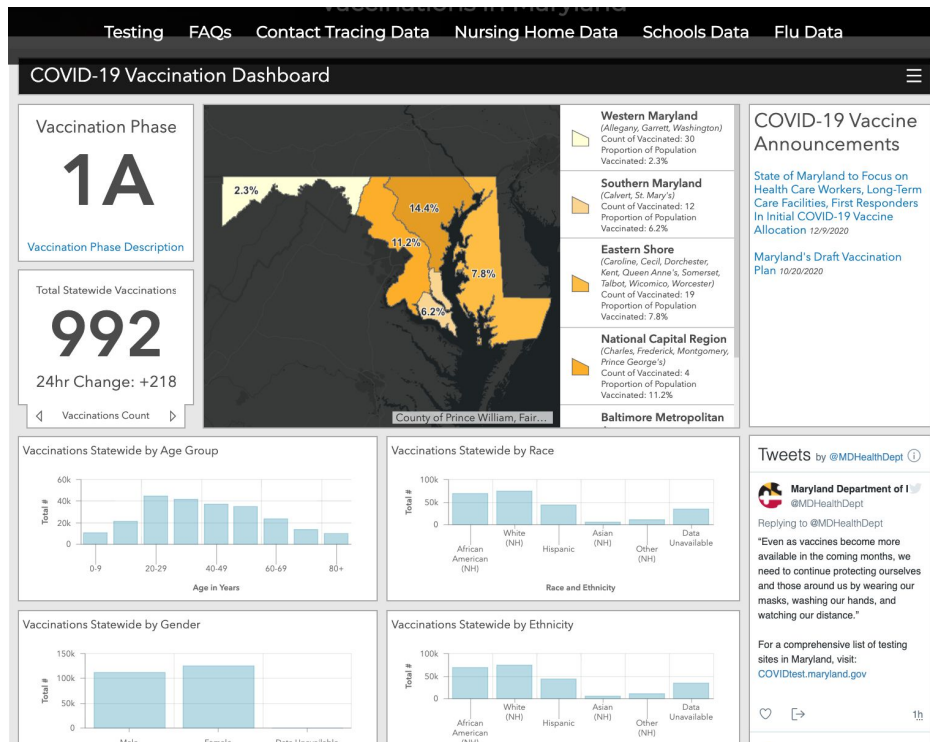 Vaccinations in Maryland
Testing FAQs Contact Tracing Data Nursing Home Data Schools Data Flu Data
COVID-19 Vaccination Dashboard
Vaccination Phase
1A
Vaccination Phase Description
Total Statewide Vaccinations
992
24hr Change: +218
Vaccinations Count
2.3%
14.4%
11.2%
7.8%
6.2%
County of Prince William, Fair...
Western Maryland
(Allegany, Garrett, Washington)
Count of Vaccinated: 30
Proportion of Population
Vaccinated: 2.3%
Southern Maryland
(Calvert, St. Mary's)
Count of Vaccinated: 12
Proportion of Population
Vaccinated: 6.2%
Eastern Shore
(Caroline, Cecil, Dorchester,
Kent, Queen Anne's, Somerset,
Talbot, Wicomico, Worcester)
Count of Vaccinated: 19
Proportion of Population
Vaccinated: 7.8%
National Capital Region
(Charles, Frederick, Montgomery,
Prince George's)
Count of Vaccinated: 4
Proportion of Population
Vaccinated: 11.2%
Baltimore Metropolitan
COVID-19 Vaccine
Announcements
State of Maryland to Focus on
Health Care Workers, Long-Term
Care Facilities, First Responders
In Initial COVID-19 Vaccine
Allocation 12/9/2020
Maryland's Draft Vaccination
Plan 10/20/2020
Vaccinations Statewide by Age Group
Total #
60k
40k
20k
0
0-9 20-29 40-49 60-69 80+
Age in Years
Vaccinations Statewide by Race
Total #
100k
50k
0
African
American
(NH)
White
(NH)
Hispanic
Asian
(NH)
Other
(NH)
Data
Unavailable
Race and Ethnicity
Vaccinations Statewide by Gender
Total #
150k
100k
50k
0
Male Female Data Unavailable
Vaccinations Statewide by Ethnicity
Total #
100k
50k
0
African
American
(NH)
White
(NH)
Hispanic
Asian
(NH)
Other
(NH)
Data
Unavailable
Tweets by @MDHealthDept
Maryland Department of
@MDHealthDept
Replying to @MDHealthDept
"Even as vaccines become more
available in the coming months, we
need to continue protecting ourselves
and those around us by wearing our
masks, washing our hands, and
watching our distance."
For a comprehensive list of testing
sites in Maryland, visit:
COVIDtest.maryland.gov
1h